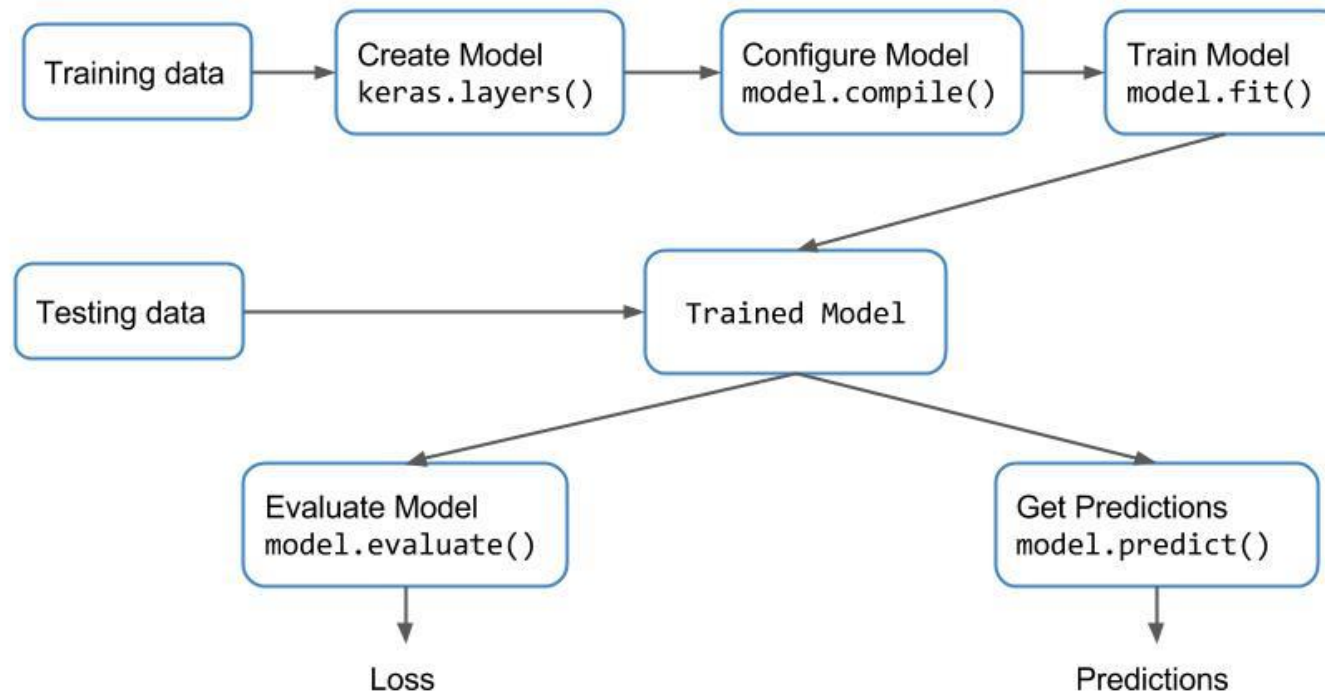 Training data
Create Model
keras.layers()
Configure Model
model.compile()
Train Model
model.fit()
Testing data
Trained Model
Evaluate Model
model.evaluate()
Get Predictions
model.predict()
Loss
Predictions